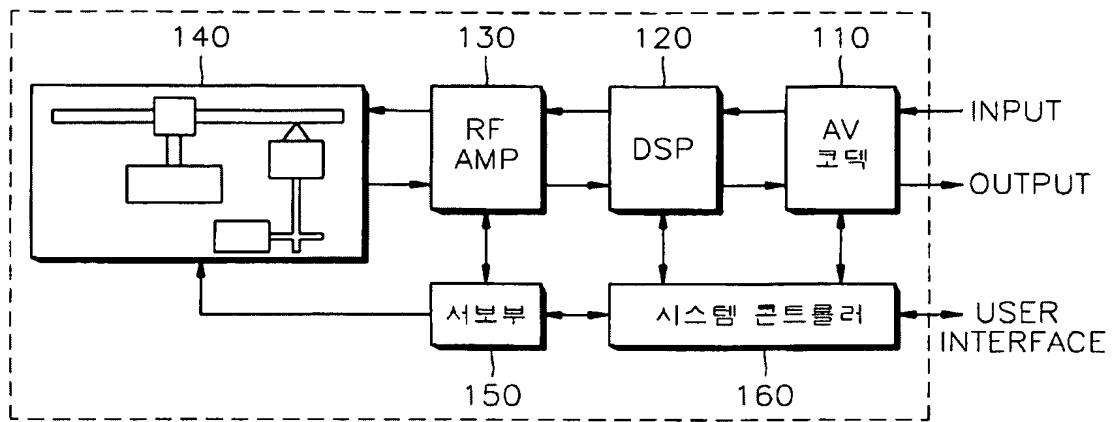 140
130
120
110
RF
AMP
DSP
AV
코덱
INPUT
OUTPUT
서보부
시스템 콘트롤러
USER
INTERFACE
150
160